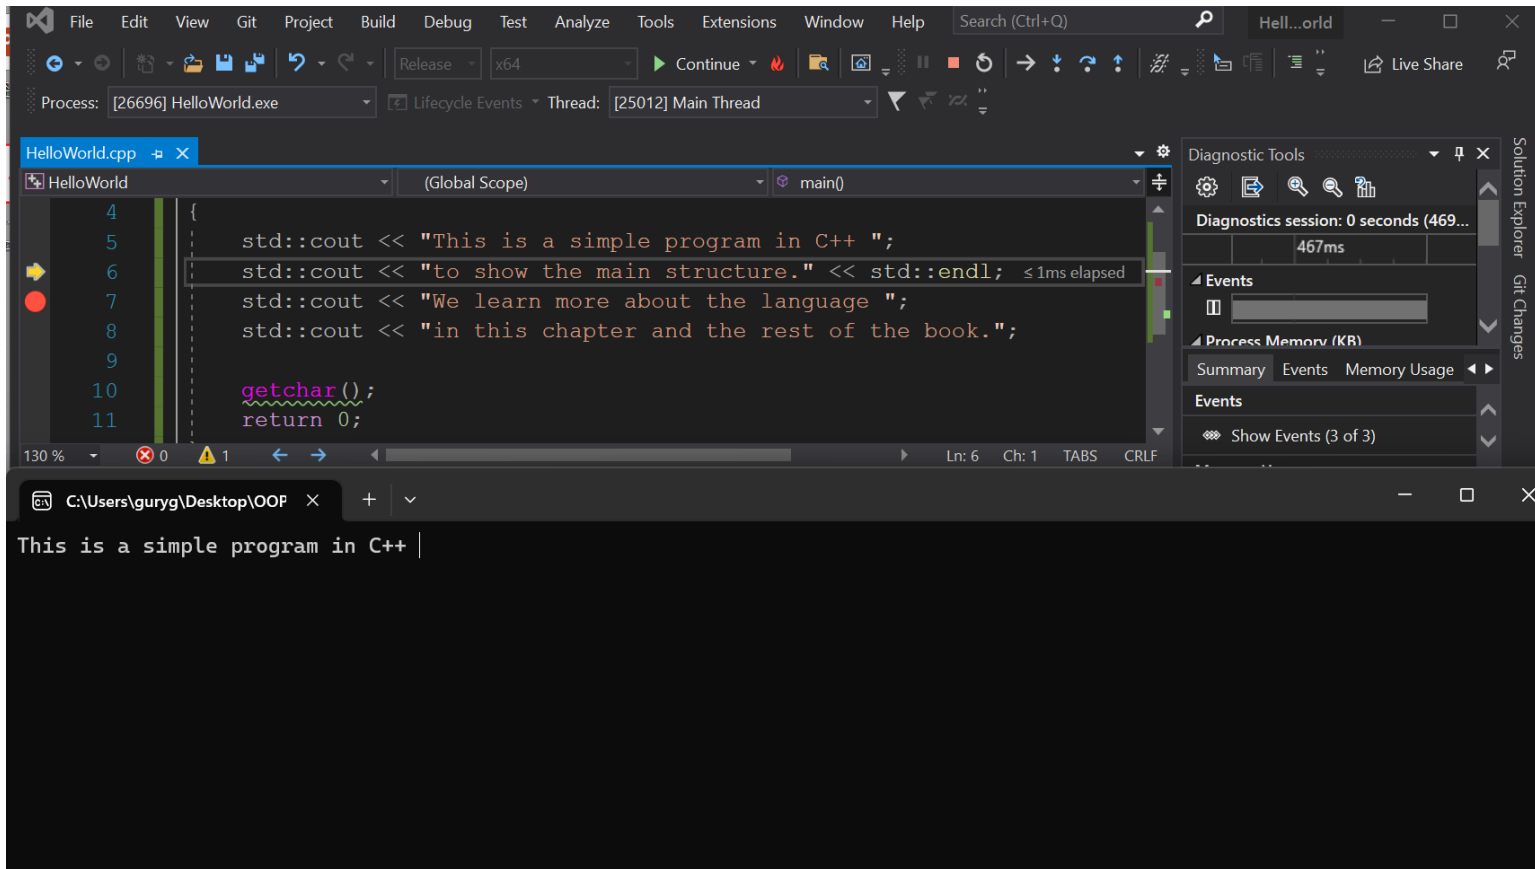 File Edit View Git Project Build Debug Test Analyze Tools Extensions Window Help Search (Ctrl+Q) Hell...orld
Release x64 Continue Live Share
Process: [26696] HelloWorld.exe Lifecycle Events Thread: [25012] Main Thread
HelloWorld.cpp
HelloWorld (Global Scope) main()
4 {
5 std::cout << "This is a simple program in C++ ";
6 std::cout << "to show the main structure." << std::endl; ≤ 1ms elapsed
7 std::cout << "We learn more about the language ";
8 std::cout << "in this chapter and the rest of the book.";
9
10 getchar();
11 return 0;
130 % 0 1 Ln: 6 Ch: 1 TABS CRLF
Diagnostic Tools
Diagnostics session: 0 seconds (469...
467ms
Events
Process Memory (KB)
Summary Events Memory Usage
Events
Show Events (3 of 3)
Solution Explorer
Git Changes
C:\Users\guryg\Desktop\OOP
This is a simple program in C++